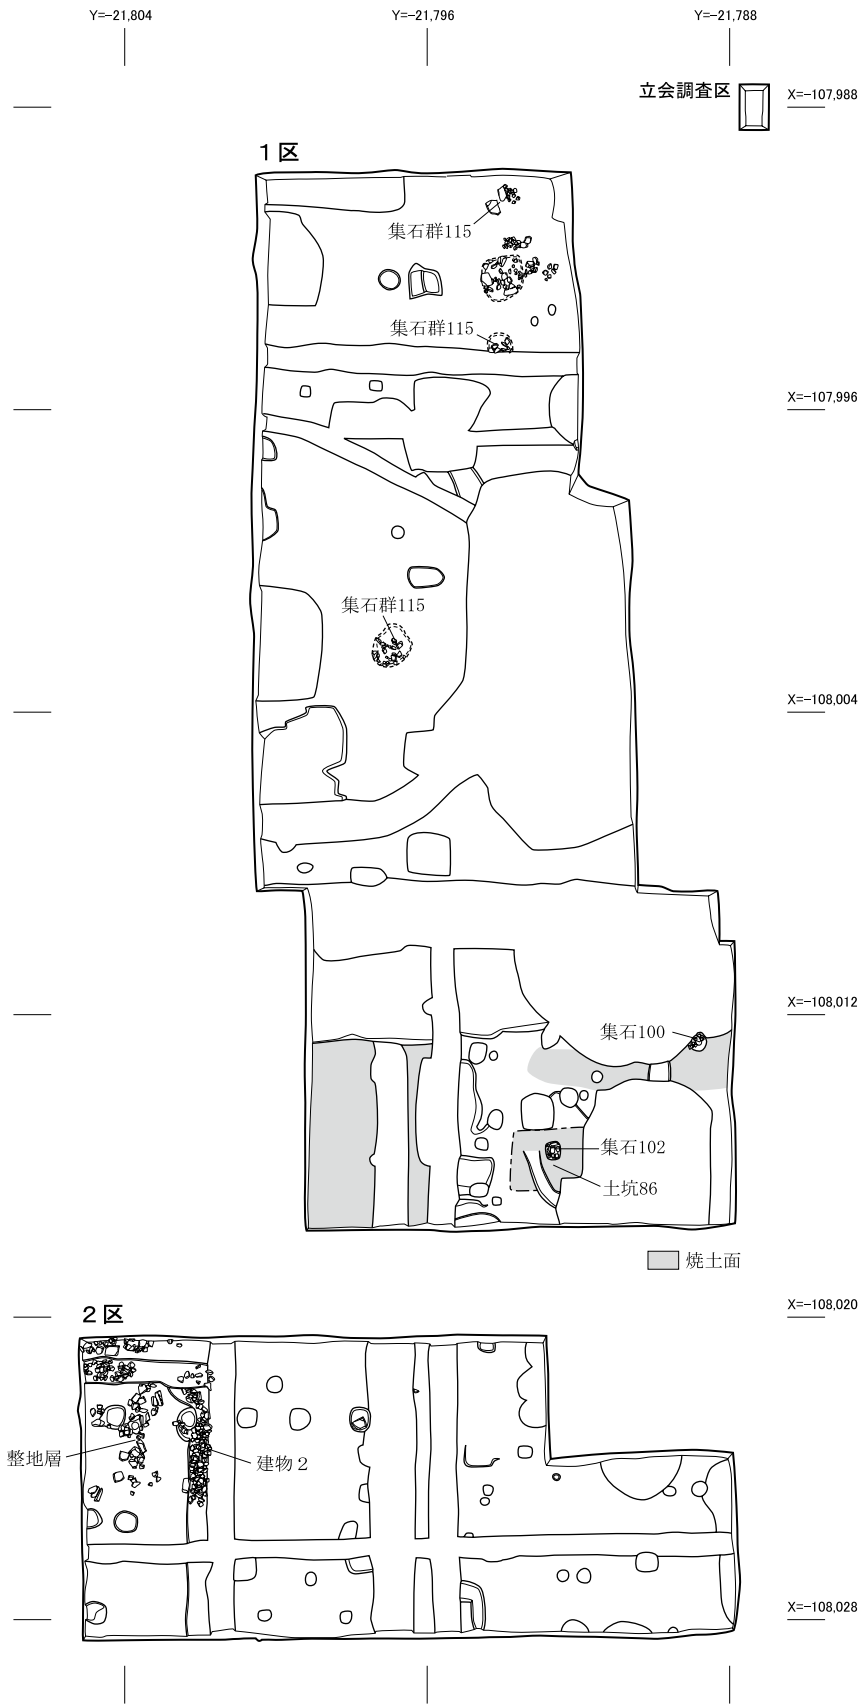 Y=-21,804
Y=-21,796
Y=-21,788
立会調査区
X=-107,988
1区
集石群115
集石群115
X=-107,996
集石群115
X=-108,004
X=-108,012
集石100
集石102
土坑86
焼土面
X=-108,020
2区
整地層
建物2
X=-108,028